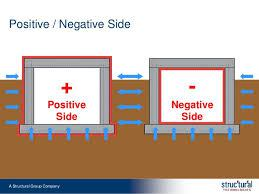 Positive / Negative Side
+
Positive
Side
-
Negative
Side
A Structural Group Company
structural